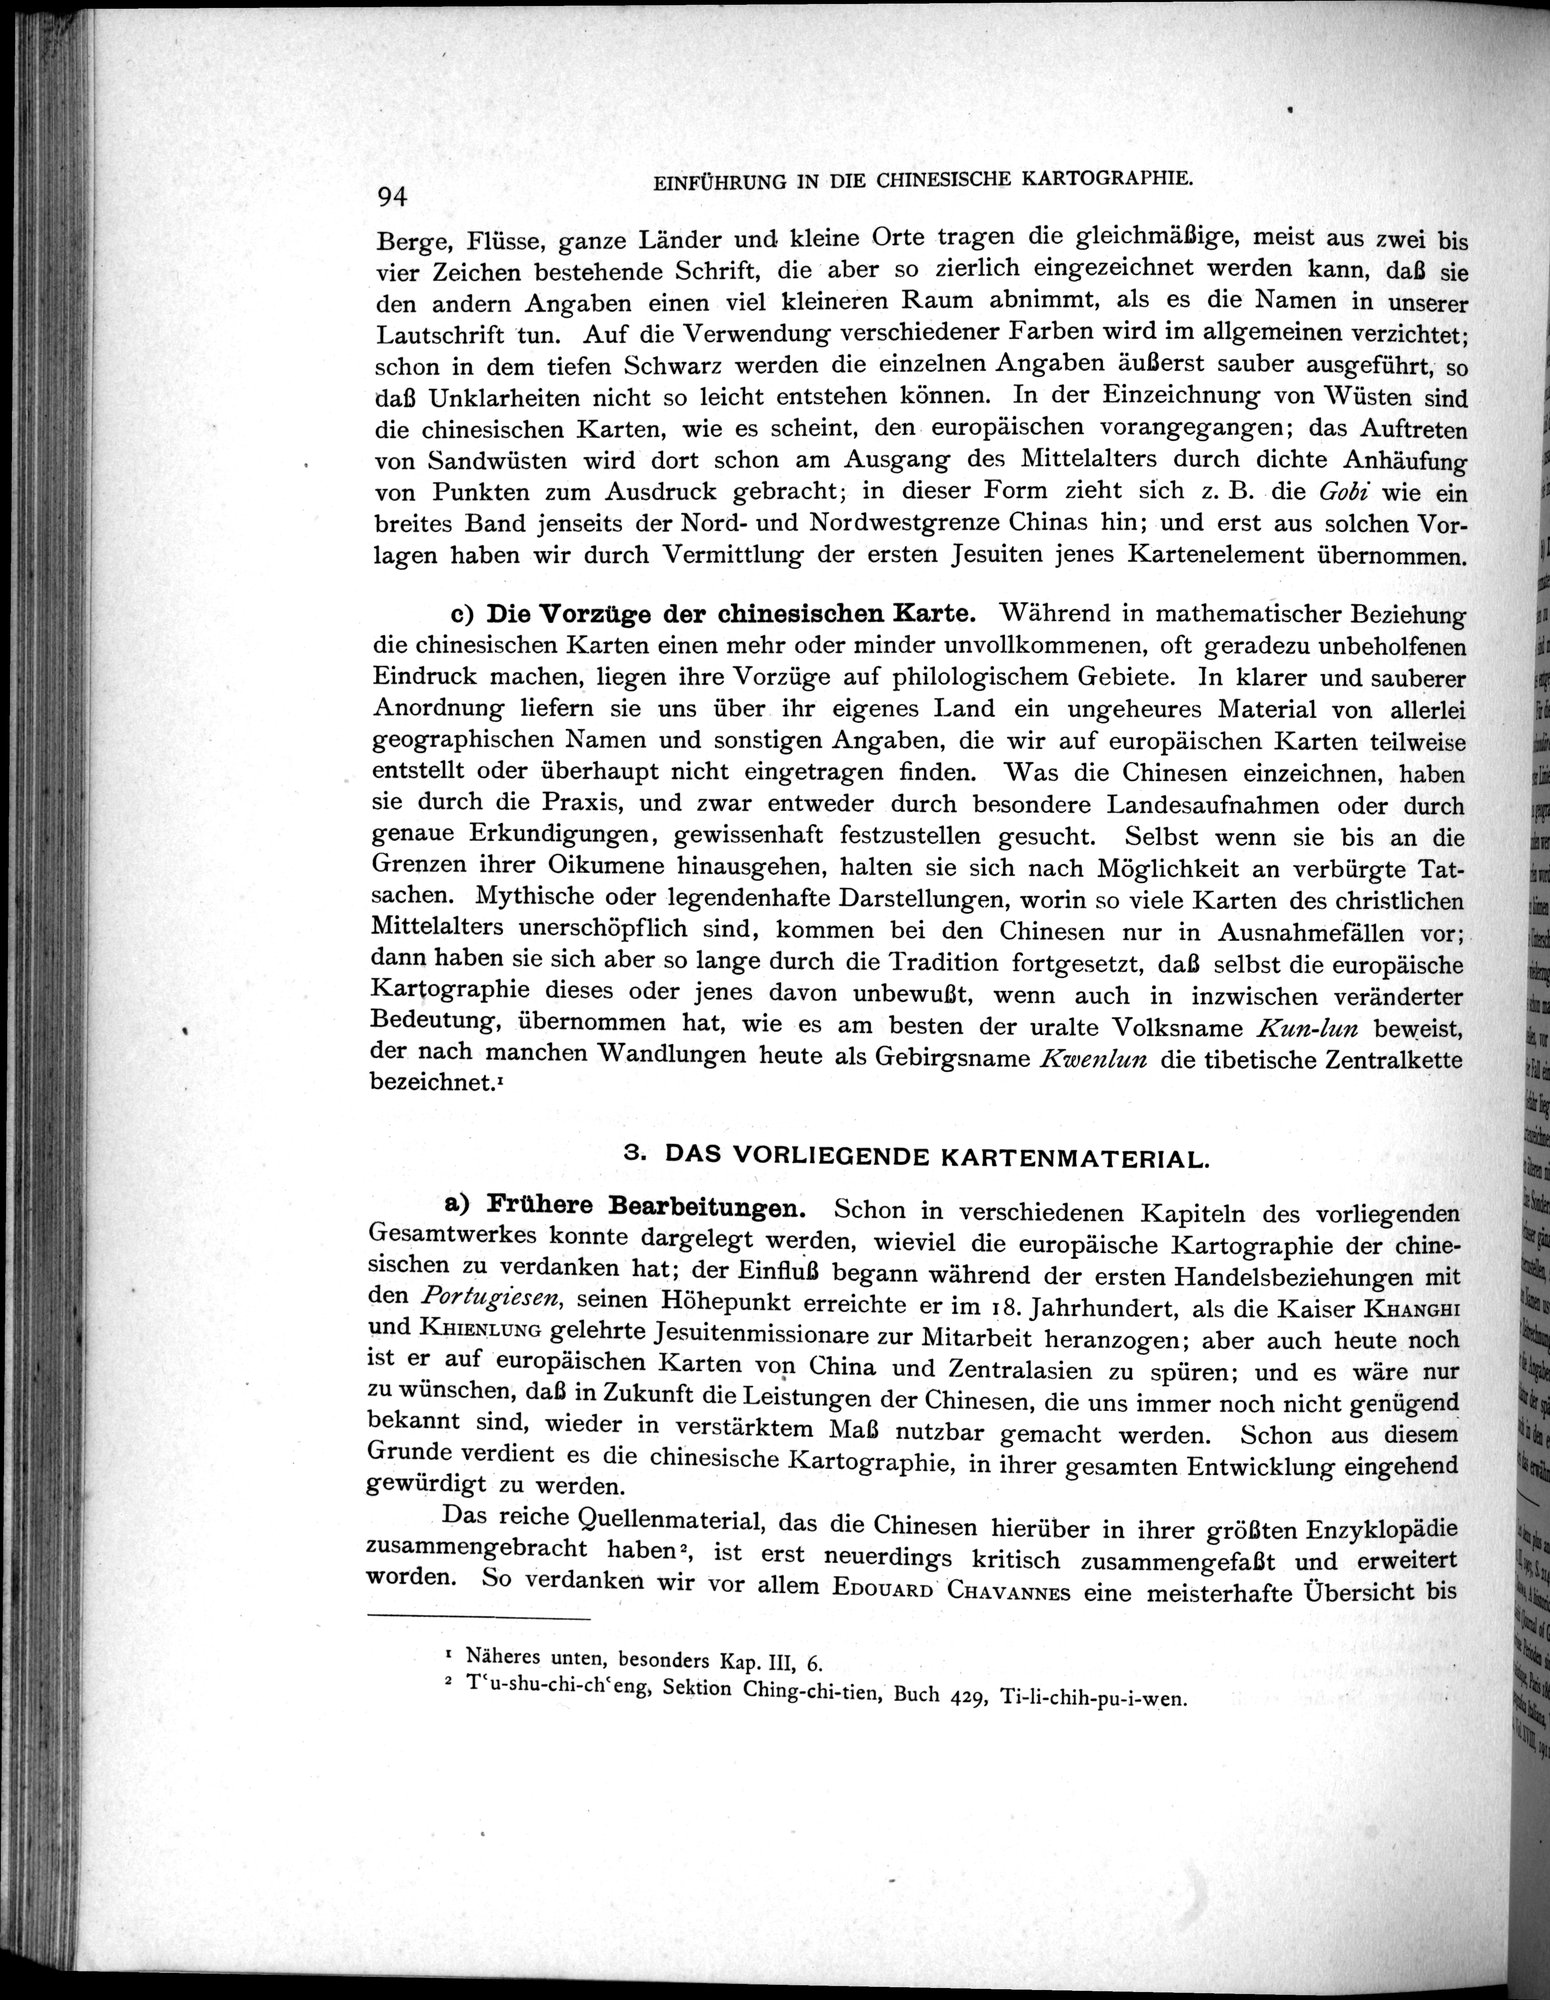 94
EINFÜHRUNG IN DIE CHINESISCHE KARTOGRAPHIE.
Berge, Flüsse, ganze Länder und kleine Orte tragen die gleichmäßige, meist aus zwei bis
vier Zeichen bestehende Schrift, die aber so zierlich eingezeichnet werden kann, daß sie
den andern Angaben einen viel kleineren Raum abnimmt, als es die Namen in unserer
Lautschrift tun. Auf die Verwendung verschiedener Farben wird im allgemeinen verzichtet;
schon in dem tiefen Schwarz werden die einzelnen Angaben äußerst sauber ausgeführt, so
daß Unklarheiten nicht so leicht entstehen können. In der Einzeichnung von Wüsten sind
die chinesischen Karten, wie es scheint, den europäischen vorangegangen; das Auftreten
von Sandwüsten wird dort schon am Ausgang des Mittelalters durch dichte Anhäufung
von Punkten zum Ausdruck gebracht; in dieser Form zieht sich z. B. die Gobi wie ein
breites Band jenseits der Nord- und Nordwestgrenze Chinas hin; und erst aus solchen Vor-
lagen haben wir durch Vermittlung der ersten Jesuiten jenes Kartenelement übernommen.
c) Die Vorzüge der chinesischen Karte. Während in mathematischer Beziehung
die chinesischen Karten einen mehr oder minder unvollkommenen, oft geradezu unbeholfenen
Eindruck machen, liegen ihre Vorzüge auf philologischem Gebiete. In klarer und sauberer
Anordnung liefern sie uns über ihr eigenes Land ein ungeheures Material von allerlei
geographischen Namen und sonstigen Angaben, die wir auf europäischen Karten teilweise
entstellt oder überhaupt nicht eingetragen finden. Was die Chinesen einzeichnen, haben
sie durch die Praxis, und zwar entweder durch besondere Landesaufnahmen oder durch
genaue Erkundigungen, gewissenhaft festzustellen gesucht. Selbst wenn sie bis an die
Grenzen ihrer Oikumene hinausgehen, halten sie sich nach Möglichkeit an verbürgte Tat-
sachen. Mythische oder legendenhafte Darstellungen, worin so viele Karten des christlichen
Mittelalters unerschöpflich sind, kommen bei den Chinesen nur in Ausnahmefällen vor;
dann haben sie sich aber so lange durch die Tradition fortgesetzt, daß selbst die europäische
Kartographie dieses oder jenes davon unbewußt, wenn auch in inzwischen veränderter
Bedeutung, übernommen hat, wie es am besten der uralte Volksname Kun-lun beweist,
der nach manchen Wandlungen heute als Gebirgsname Kwenlun die tibetische Zentralkette
bezeichnet.¹
3. DAS VORLIEGENDE KARTENMATERIAL.
a) Frühere Bearbeitungen. Schon in verschiedenen Kapiteln des vorliegenden
Gesamtwerkes konnte dargelegt werden, wieviel die europäische Kartographie der chine-
sischen zu verdanken hat; der Einfluß begann während der ersten Handelsbeziehungen mit
den Portugiesen, seinen Höhepunkt erreichte er im 18. Jahrhundert, als die Kaiser KHANGHI
und KHIENLUNG gelehrte Jesuitenmissionare zur Mitarbeit heranzogen; aber auch heute noch
ist er auf europäischen Karten von China und Zentralasien zu spüren; und es wäre nur
zu wünschen, daß in Zukunft die Leistungen der Chinesen, die uns immer noch nicht genügend
bekannt sind, wieder in verstärktem Maß nutzbar gemacht werden. Schon aus diesem
Grunde verdient es die chinesische Kartographie, in ihrer gesamten Entwicklung eingehend
gewürdigt zu werden.
Das reiche Quellenmaterial, das die Chinesen hierüber in ihrer größten Enzyklopädie
zusammengebracht haben², ist erst neuerdings kritisch zusammengefaßt und erweitert
worden. So verdanken wir vor allem EDOUARD CHAVANNES eine meisterhafte Übersicht bis
¹ Näheres unten, besonders Kap. III, 6.
² Tʿu-shu-chi-chʿeng, Sektion Ching-chi-tien, Buch 429, Ti-li-chih-pu-i-wen.